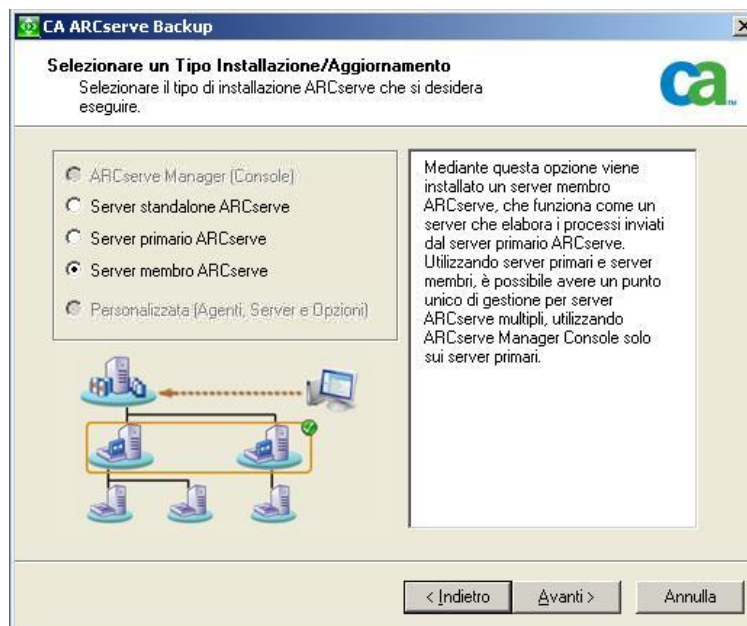 CA ARCserve Backup
Selezionare un Tipo Installazione/Aggiornamento
Selezionare il tipo di installazione ARCserve che si desidera
eseguire.
ca
ARCserve Manager (Console)
Server standalone ARCserve
Server primario ARCserve
Server membro ARCserve
Personalizzata (Agenti, Server e Opzioni)
Mediante questa opzione viene
installato un server membro
ARCserve, che funziona come un
server che elabora i processi inviati
dal server primario ARCserve.
Utilizzando server primari e server
membri, è possibile avere un punto
unico di gestione per server
ARCserve multipli, utilizzando
ARCserve Manager Console solo
sui server primari.
< Indietro
Avanti >
Annulla